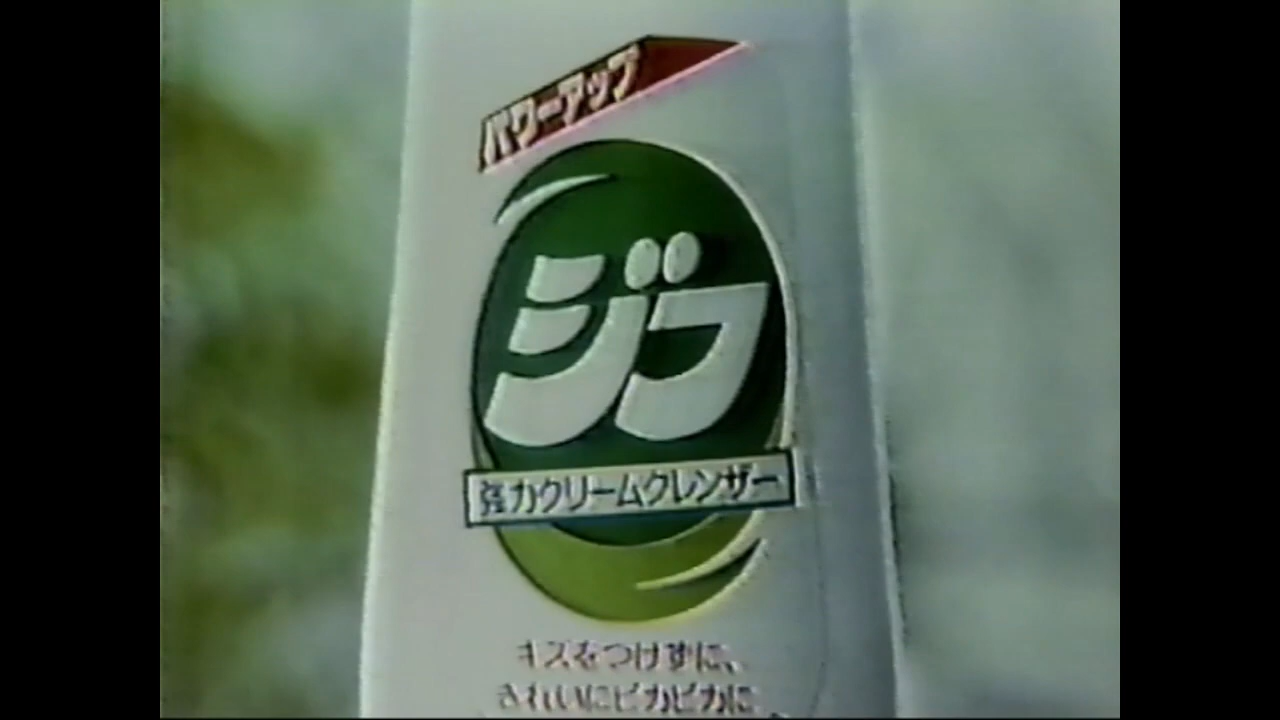 パワーアップ
ジフ
強力クリームクレンザー
キズをつけずに、
きれいにピカピカに